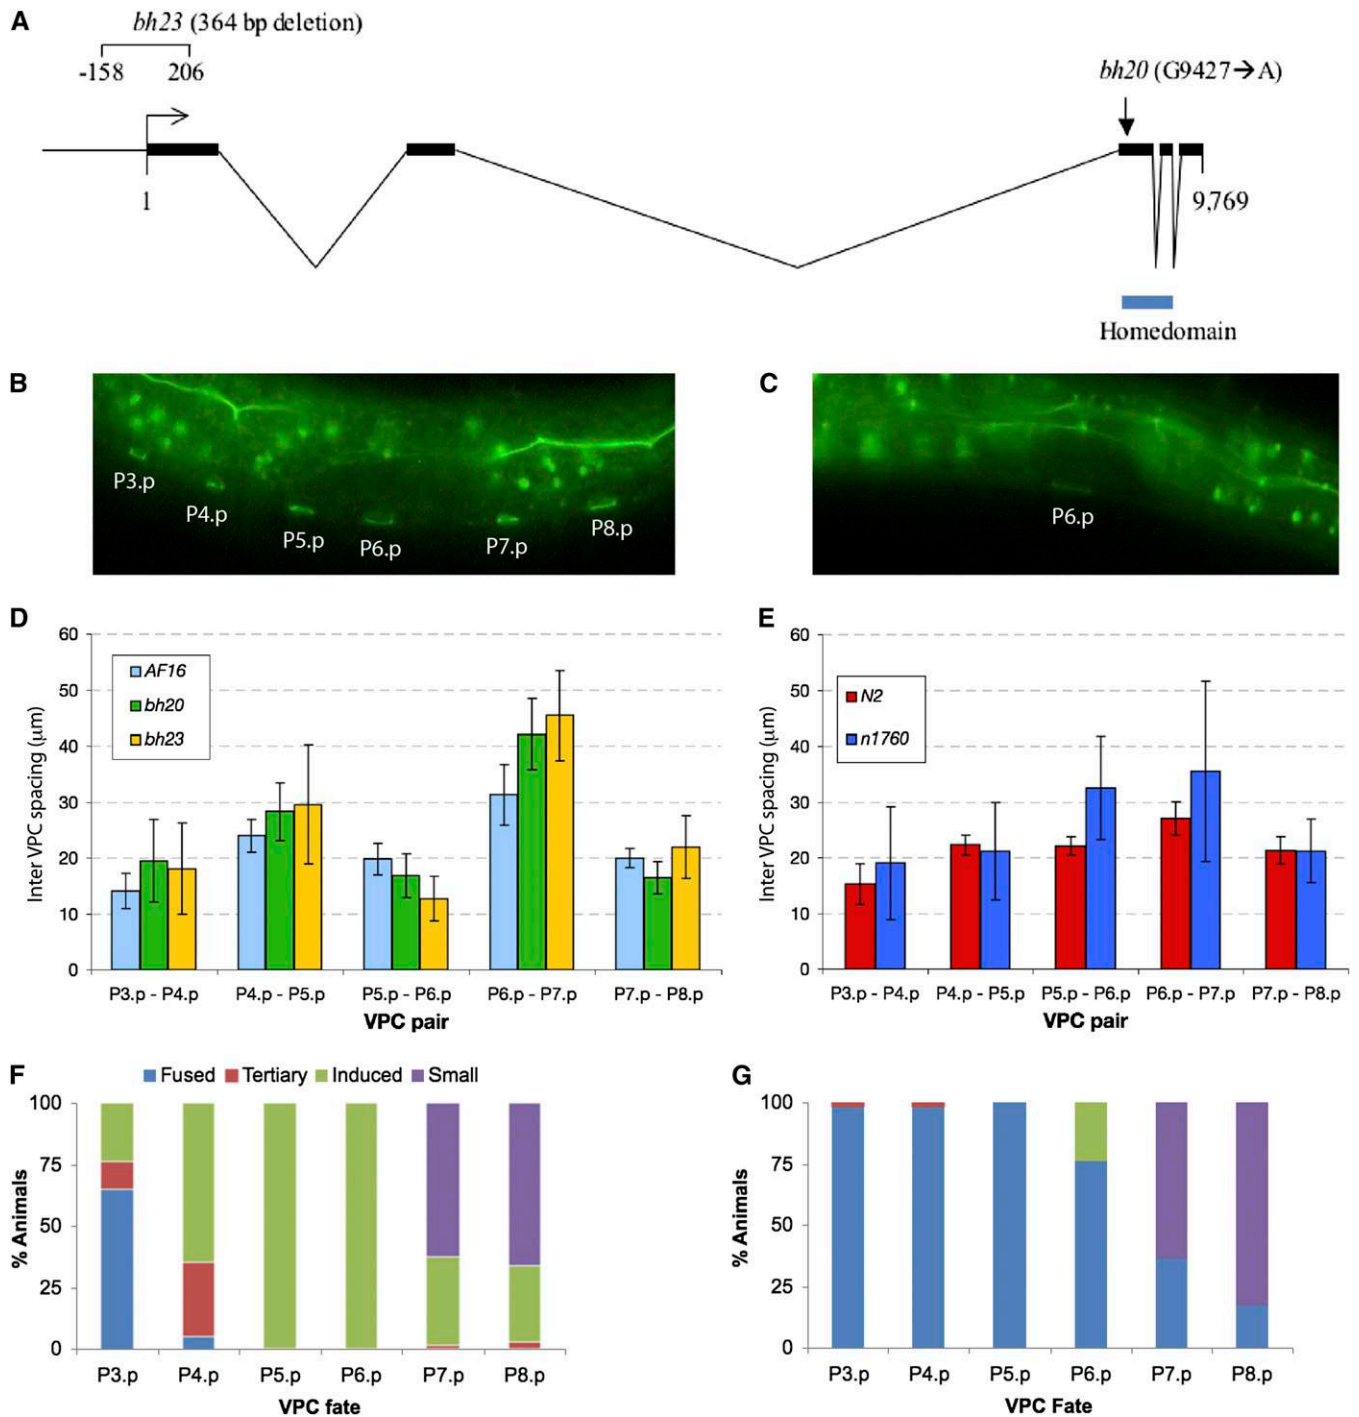 A
bh23 (364 bp deletion)
-158 206
bh20 (G9427→A)
1
9,769
Homedomain
B
P3.p
P4.p
P5.p
P6.p
P7.p
P8.p
C
P6.p
D
60
50
40
30
20
10
0
Inter VPC spacing (μm)
AF16
bh20
bh23
P3.p - P4.p P4.p - P5.p P5.p - P6.p P6.p - P7.p P7.p - P8.p
VPC pair
E
60
50
40
30
20
10
0
Inter VPC spacing (μm)
N2
n1760
P3.p - P4.p P4.p - P5.p P5.p - P6.p P6.p - P7.p P7.p - P8.p
VPC pair
F
Fused Tertiary Induced Small
100
75
50
25
0
% Animals
P3.p P4.p P5.p P6.p P7.p P8.p
VPC fate
G
100
75
50
25
0
% Animals
P3.p P4.p P5.p P6.p P7.p P8.p
VPC Fate